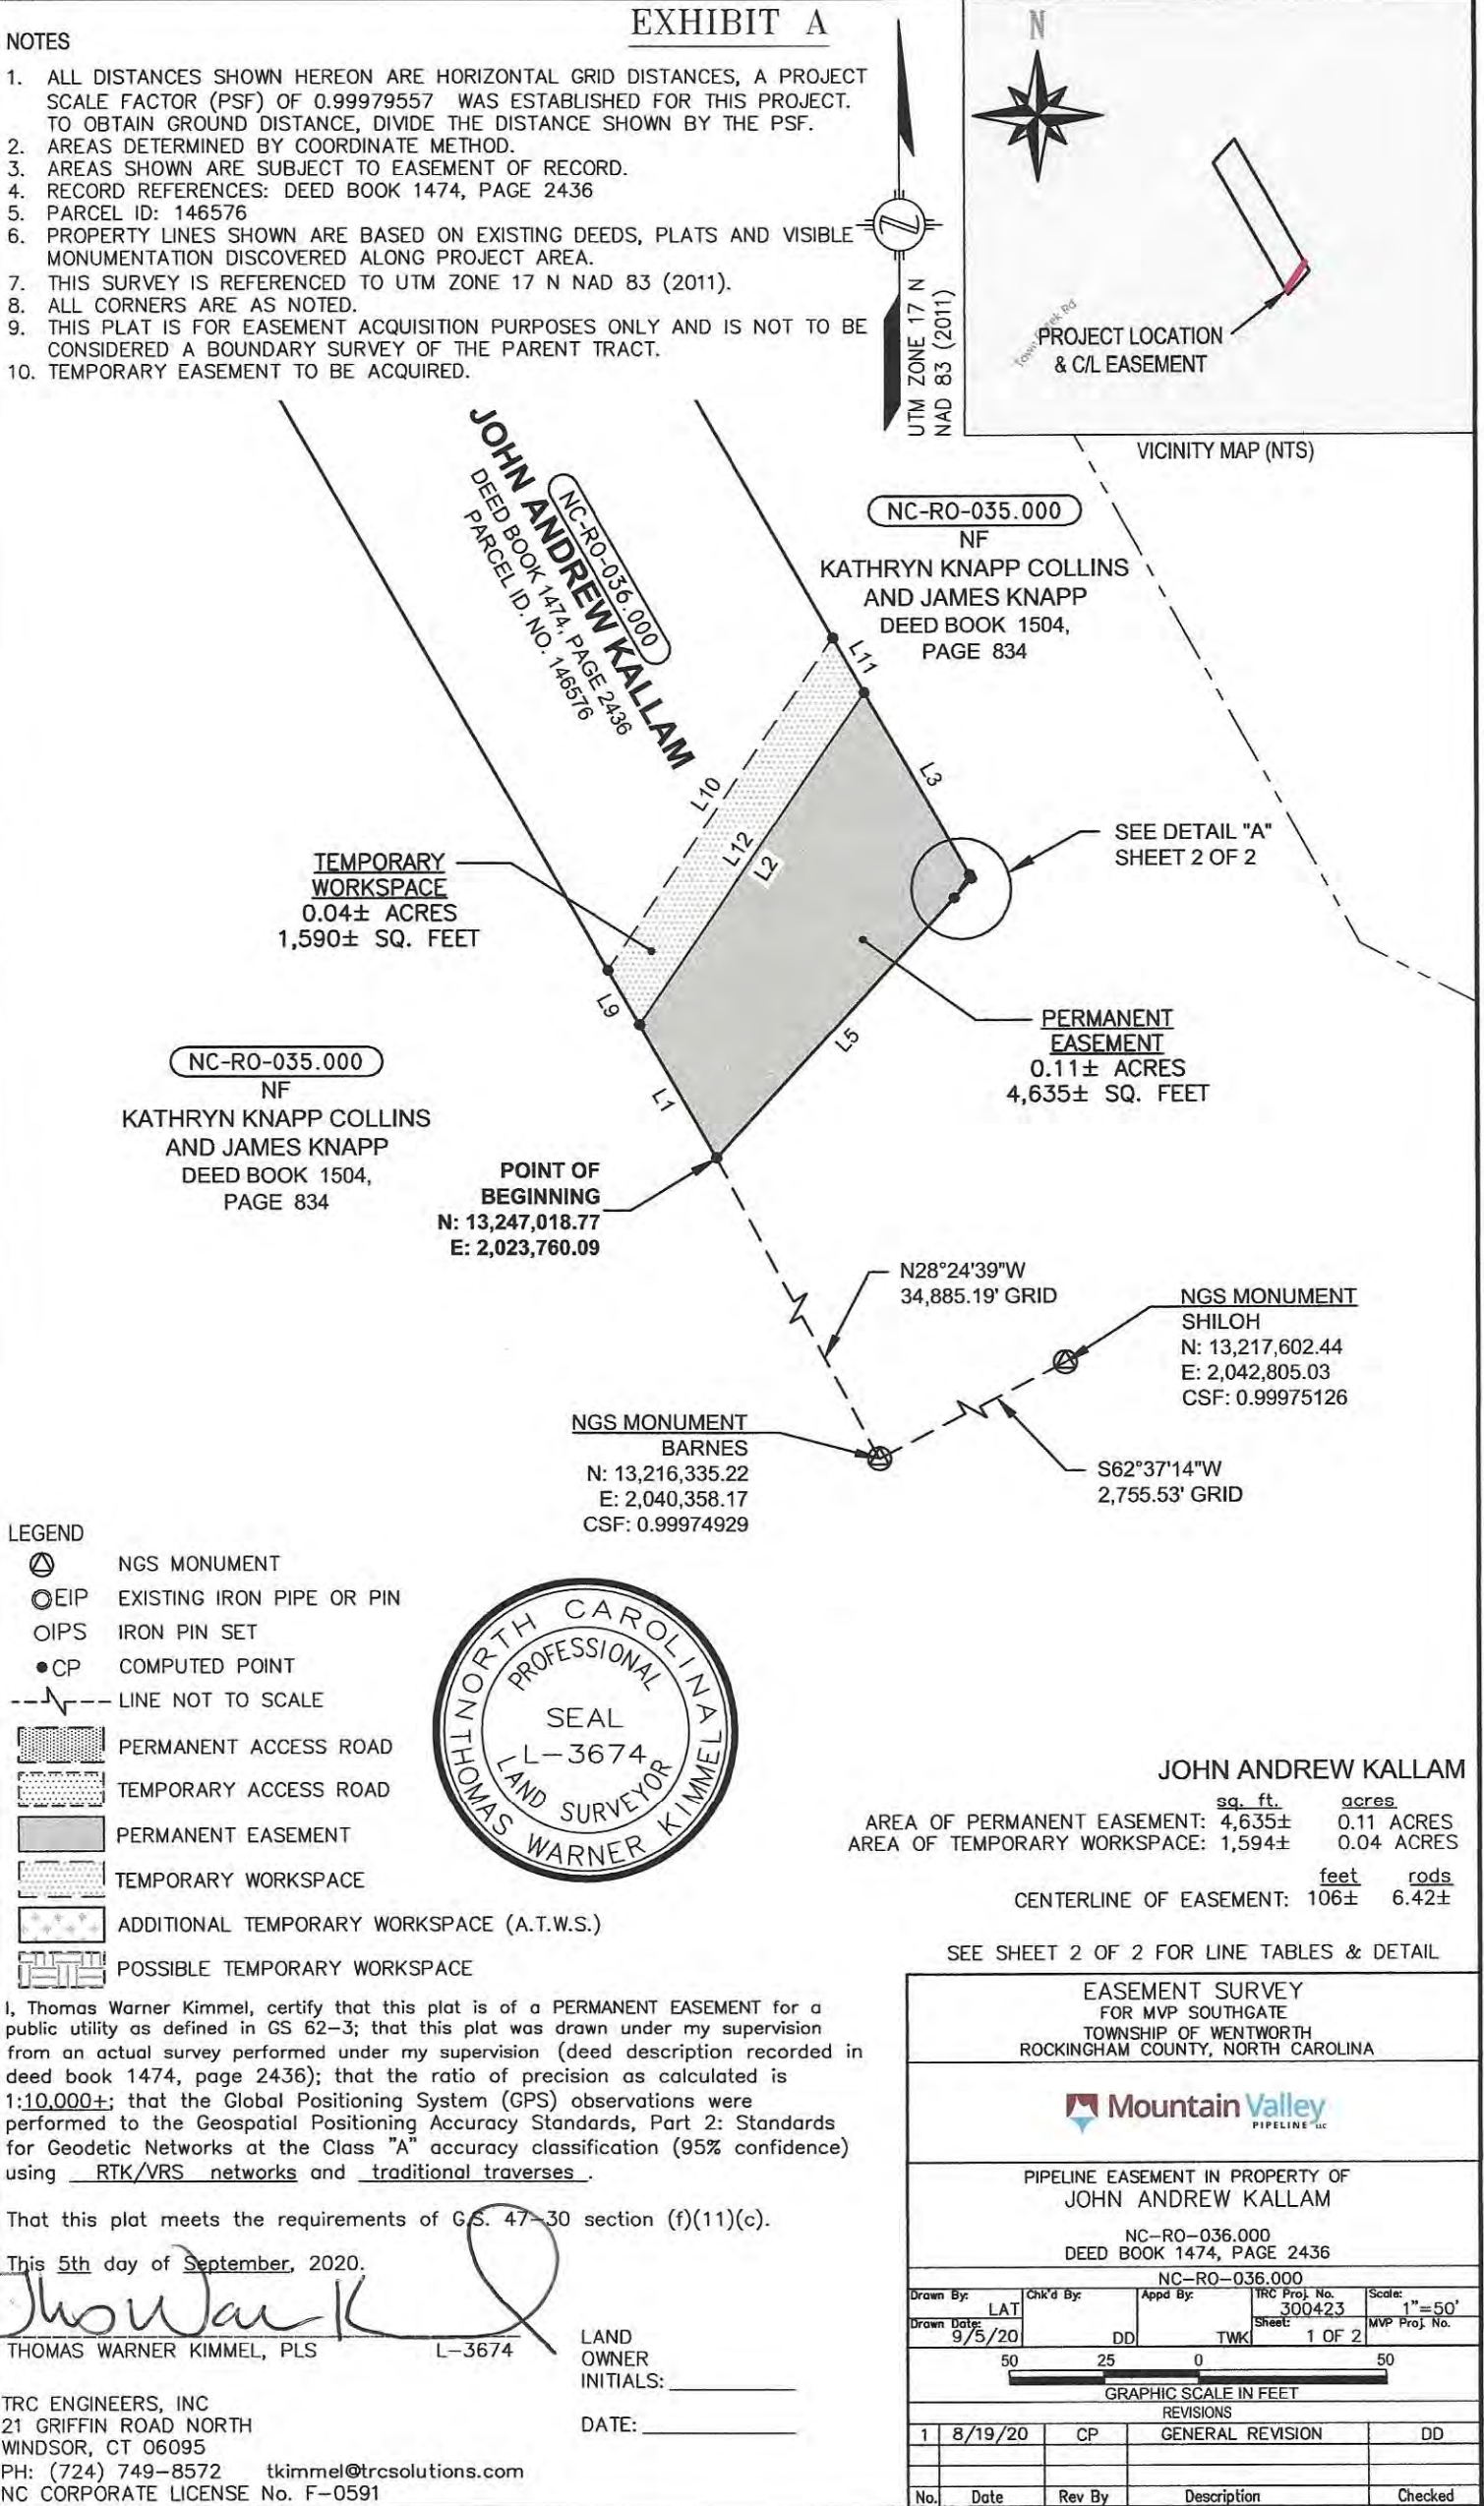 EXHIBIT A
NOTES
1. ALL DISTANCES SHOWN HEREON ARE HORIZONTAL GRID DISTANCES, A PROJECT
SCALE FACTOR (PSF) OF 0.99979557 WAS ESTABLISHED FOR THIS PROJECT.
TO OBTAIN GROUND DISTANCE, DIVIDE THE DISTANCE SHOWN BY THE PSF.
2. AREAS DETERMINED BY COORDINATE METHOD.
3. AREAS SHOWN ARE SUBJECT TO EASEMENT OF RECORD.
4. RECORD REFERENCES: DEED BOOK 1474, PAGE 2436
5. PARCEL ID: 146576
6. PROPERTY LINES SHOWN ARE BASED ON EXISTING DEEDS, PLATS AND VISIBLE
MONUMENTATION DISCOVERED ALONG PROJECT AREA.
7. THIS SURVEY IS REFERENCED TO UTM ZONE 17 N NAD 83 (2011).
8. ALL CORNERS ARE AS NOTED.
9. THIS PLAT IS FOR EASEMENT ACQUISITION PURPOSES ONLY AND IS NOT TO BE
CONSIDERED A BOUNDARY SURVEY OF THE PARENT TRACT.
10. TEMPORARY EASEMENT TO BE ACQUIRED.
N
UTM ZONE 17 N
NAD 83 (2011)
N
Rd
PROJECT LOCATION
& C/L EASEMENT
VICINITY MAP (NTS)
NC-RO-036.000
JOHN ANDREW KALLAM
DEED BOOK 1474, PAGE 2436
PARCEL ID. NO. 146576
NC-RO-035.000
NF
KATHRYN KNAPP COLLINS
AND JAMES KNAPP
DEED BOOK 1504,
PAGE 834
L11
L3
L10
L12
L2
SEE DETAIL "A"
SHEET 2 OF 2
TEMPORARY
WORKSPACE
0.04± ACRES
1,590± SQ. FEET
L9
L5
L1
PERMANENT
EASEMENT
0.11± ACRES
4,635± SQ. FEET
NC-RO-035.000
NF
KATHRYN KNAPP COLLINS
AND JAMES KNAPP
DEED BOOK 1504,
PAGE 834
POINT OF
BEGINNING
N: 13,247,018.77
E: 2,023,760.09
N28°24'39"W
34,885.19' GRID
NGS MONUMENT
SHILOH
N: 13,217,602.44
E: 2,042,805.03
CSF: 0.99975126
NGS MONUMENT
BARNES
N: 13,216,335.22
E: 2,040,358.17
CSF: 0.99974929
S62°37'14"W
2,755.53' GRID
LEGEND
NGS MONUMENT
EIP EXISTING IRON PIPE OR PIN
IPS IRON PIN SET
CP COMPUTED POINT
LINE NOT TO SCALE
PERMANENT ACCESS ROAD
TEMPORARY ACCESS ROAD
PERMANENT EASEMENT
TEMPORARY WORKSPACE
ADDITIONAL TEMPORARY WORKSPACE (A.T.W.S.)
POSSIBLE TEMPORARY WORKSPACE
NORTH CAROLINA
PROFESSIONAL
SEAL
L-3674
LAND SURVEYOR
THOMAS WARNER KIMMEL
JOHN ANDREW KALLAM
sq. ft. acres
AREA OF PERMANENT EASEMENT: 4,635± 0.11 ACRES
AREA OF TEMPORARY WORKSPACE: 1,594± 0.04 ACRES
feet rods
CENTERLINE OF EASEMENT: 106± 6.42±
SEE SHEET 2 OF 2 FOR LINE TABLES & DETAIL
I, Thomas Warner Kimmel, certify that this plat is of a PERMANENT EASEMENT for a
public utility as defined in GS 62-3; that this plat was drawn under my supervision
from an actual survey performed under my supervision (deed description recorded in
deed book 1474, page 2436); that the ratio of precision as calculated is
1:10,000+; that the Global Positioning System (GPS) observations were
performed to the Geospatial Positioning Accuracy Standards, Part 2: Standards
for Geodetic Networks at the Class "A" accuracy classification (95% confidence)
using RTK/VRS networks and traditional traverses.
That this plat meets the requirements of G.S. 47-30 section (f)(11)(c).
This 5th day of September, 2020.
THOMAS WARNER KIMMEL, PLS L-3674
TRC ENGINEERS, INC
21 GRIFFIN ROAD NORTH
WINDSOR, CT 06095
PH: (724) 749-8572 tkimmel@trcsolutions.com
NC CORPORATE LICENSE No. F-0591
LAND
OWNER
INITIALS:
DATE:
EASEMENT SURVEY
FOR MVP SOUTHGATE
TOWNSHIP OF WENTWORTH
ROCKINGHAM COUNTY, NORTH CAROLINA
Mountain Valley
PIPELINE LLC
PIPELINE EASEMENT IN PROPERTY OF
JOHN ANDREW KALLAM
NC-RO-036.000
DEED BOOK 1474, PAGE 2436
NC-RO-036.000
Drawn By: LAT Chk'd By: DD Appd By: TWK TRC Proj. No. 300423 Scale: 1"=50'
Drawn Date: 9/5/20 Sheet: 1 OF 2 MVP Proj. No.
50 25 0 50
GRAPHIC SCALE IN FEET
REVISIONS
1 8/19/20 CP GENERAL REVISION DD
No. Date Rev By Description Checked